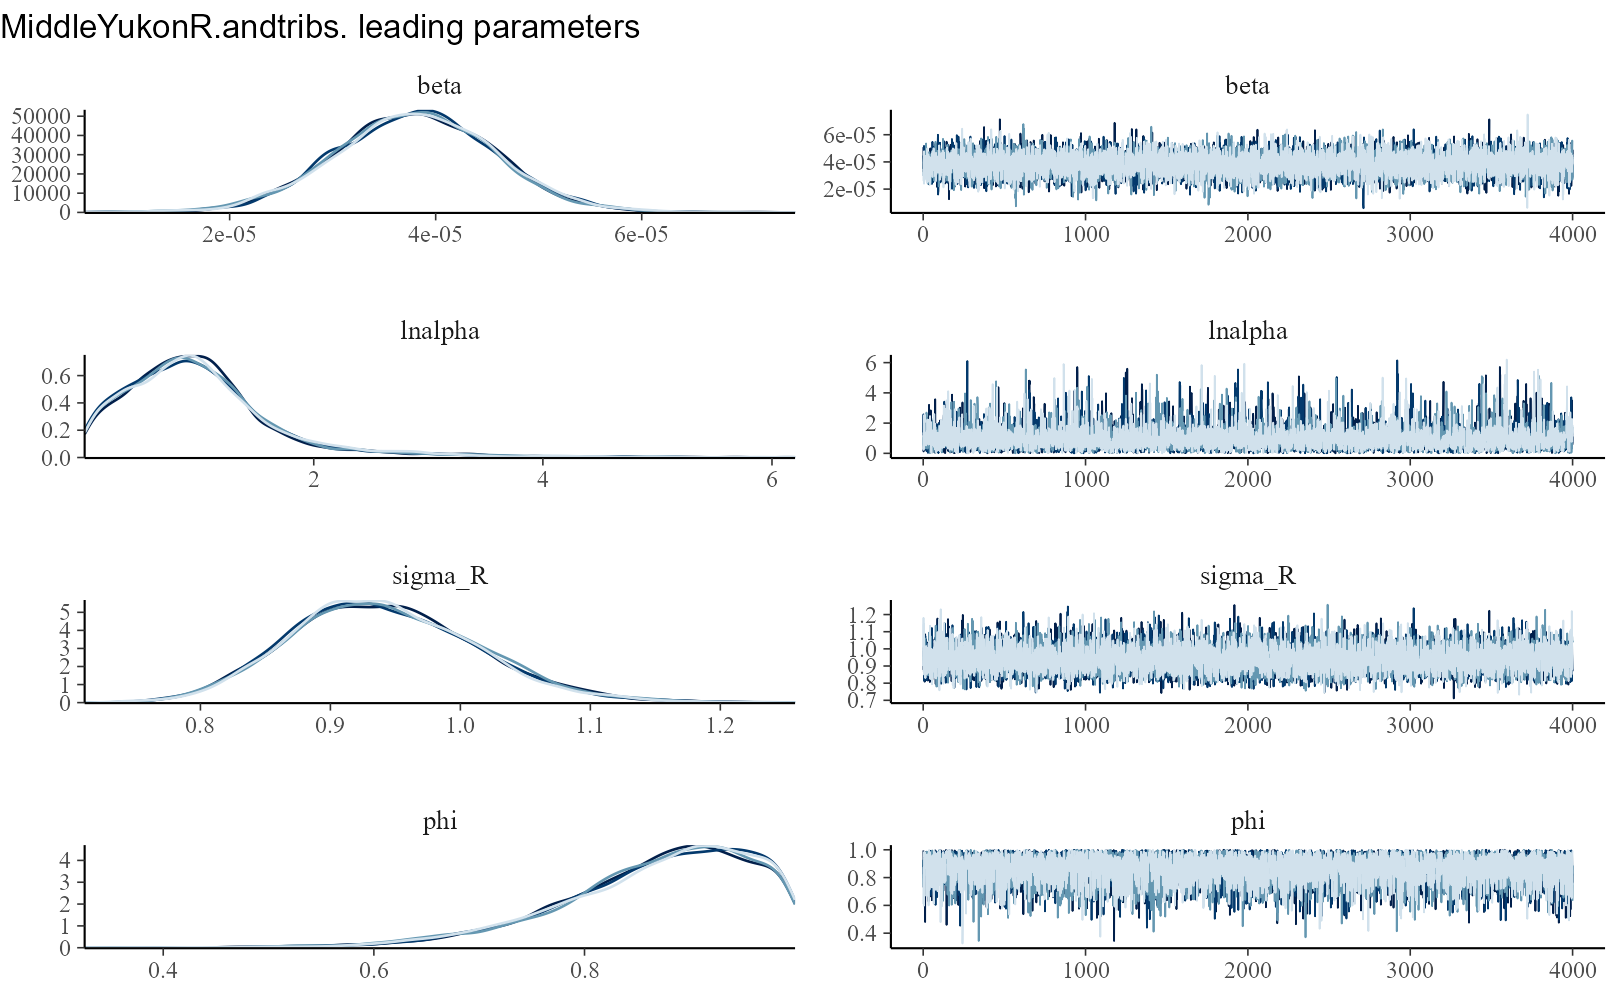 MiddleYukonR.andtribs. leading parameters
beta
50000
40000
30000
20000
10000
0
2e-05 4e-05 6e-05
beta
6e-05
4e-05
2e-05
0 1000 2000 3000 4000
lnalpha
0.6
0.4
0.2
0.0
2 4 6
lnalpha
6
4
2
0
0 1000 2000 3000 4000
sigma_R
5
4
3
2
1
0
0.8 0.9 1.0 1.1 1.2
sigma_R
1.2
1.1
1.0
0.9
0.8
0.7
0 1000 2000 3000 4000
phi
4
3
2
1
0
0.4 0.6 0.8
phi
1.0
0.8
0.6
0.4
0 1000 2000 3000 4000